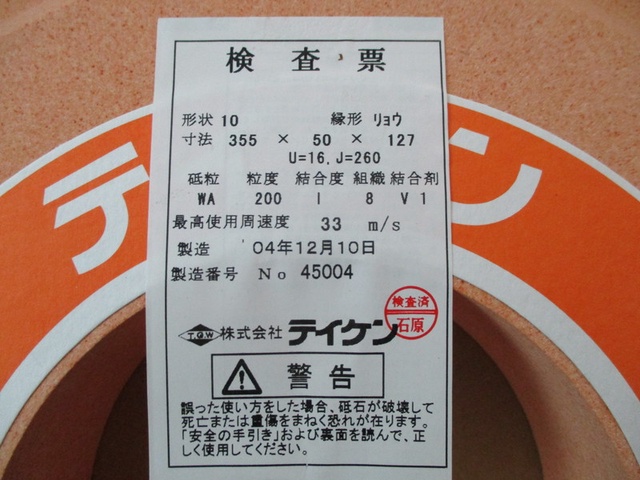 検査票
形状 10 縁形 リョウ
寸法 355 × 50 × 127
U=16,J=260
砥粒 粒度 結合度 組織 結合剤
WA 200 I 8 V1
最高使用周速度 33 m/s
製造 '04年12月10日
製造番号 No 45004
検査済
石原
T.G.W 株式会社 テイケン
警告
誤った使い方をした場合、砥石が破壊して
死亡または重傷をまねく恐れが在ります。
「安全の手引き」および裏面を読んで、正
しく使用してください。
テ
ン